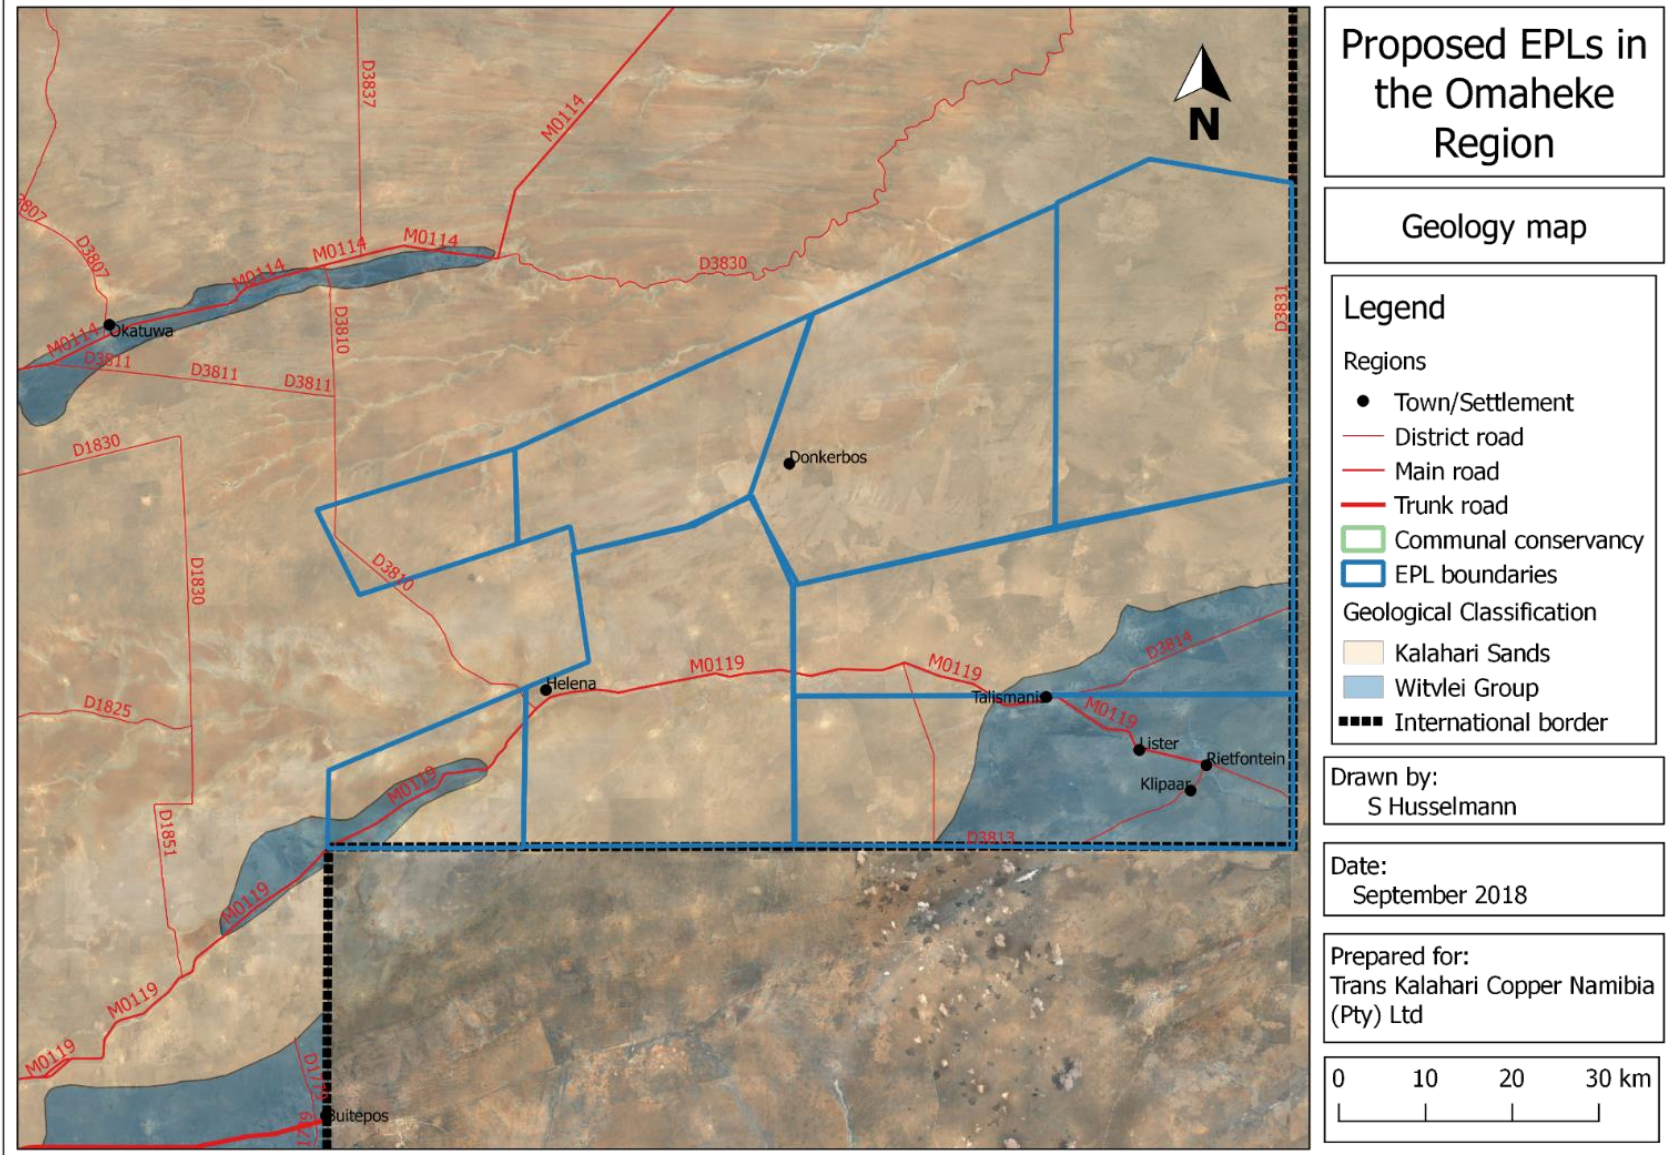 Proposed EPLs in
the Omaheke
Region
Geology map
Legend
Regions
Town/Settlement
District road
Main road
Trunk road
Communal conservancy
EPL boundaries
Geological Classification
Kalahari Sands
Witvlei Group
International border
Drawn by:
S Husselmann
Date:
September 2018
Prepared for:
Trans Kalahari Copper Namibia
(Pty) Ltd
0 10 20 30 km
N
D3837
M0114
3807
D3807
M0114
M0114
M0114
D3830
D3831
M0114
Okatuwa
D3810
D3811
D3811
D3811
D1830
Donkerbos
D1830
D3810
D3814
M0119
M0119
Helena
Talismani
D1825
M0119
Lister
Rietfontein
M0119
Klipaar
D1851
D3813
M0119
M0119
M0119
Buitepos